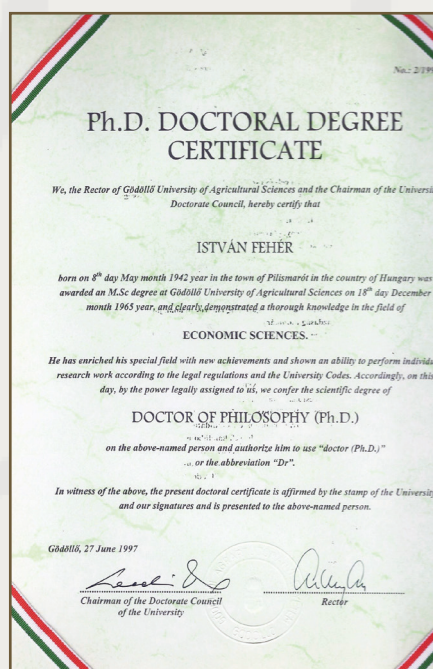 No.: 2/199
Ph.D. DOCTORAL DEGREE
CERTIFICATE
We, the Rector of Gödöllő University of Agricultural Sciences and the Chairman of the Universi
Doctorate Council, hereby certify that
ISTVÁN FEHÉR
born on 8th day May month 1942 year in the town of Pilismarót in the country of Hungary was
awarded an M.Sc degree at Gödöllő University of Agricultural Sciences on 18th day December
month 1965 year, and clearly demonstrated a thorough knowledge in the field of
ECONOMIC SCIENCES.
He has enriched his special field with new achievements and shown an ability to perform individu
research work according to the legal regulations and the University Codes. Accordingly, on this
day, by the power legally assigned to us, we confer the scientific degree of
DOCTOR OF PHILOSOPHY (Ph.D.)
on the above-named person and authorize him to use "doctor (Ph.D.)"
or the abbreviation "Dr".
In witness of the above, the present doctoral certificate is affirmed by the stamp of the University
and our signatures and is presented to the above-named person.
Gödöllő, 27 June 1997
Chairman of the Doctorate Council
of the University
Rector